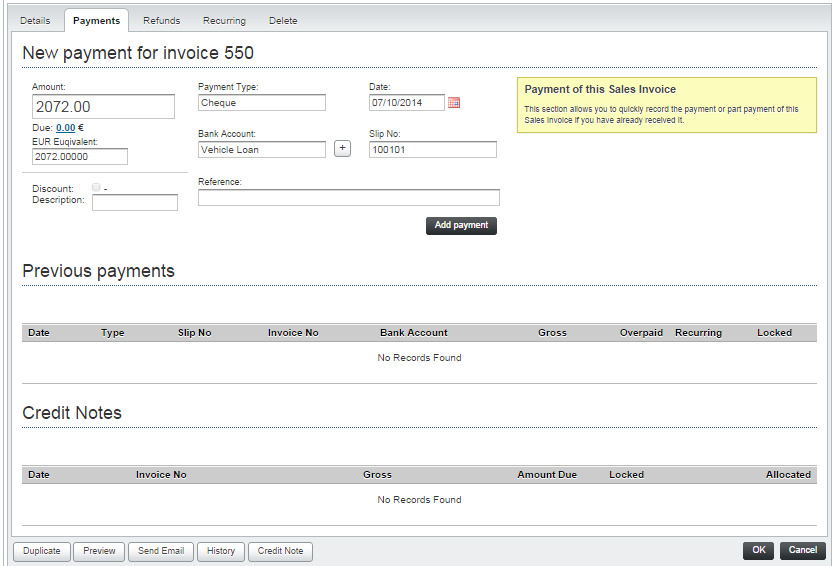 Details Payments Refunds Recurring Delete
New payment for invoice 550
Amount: Payment Type: Date:
2072.00 Cheque 07/10/2014
Payment of this Sales Invoice
This section allows you to quickly record the payment or part payment of this
Sales Invoice if you have already received it.
Due: 0.00 €
EUR Euqivalent:
2072.00000
Bank Account: Slip No:
Vehicle Loan + 100101
Discount: -
Description:
Reference:
Add payment
Previous payments
Date Type Slip No Invoice No Bank Account Gross Overpaid Recurring Locked
No Records Found
Credit Notes
Date Invoice No Gross Amount Due Locked Allocated
No Records Found
Duplicate Preview Send Email History Credit Note OK Cancel